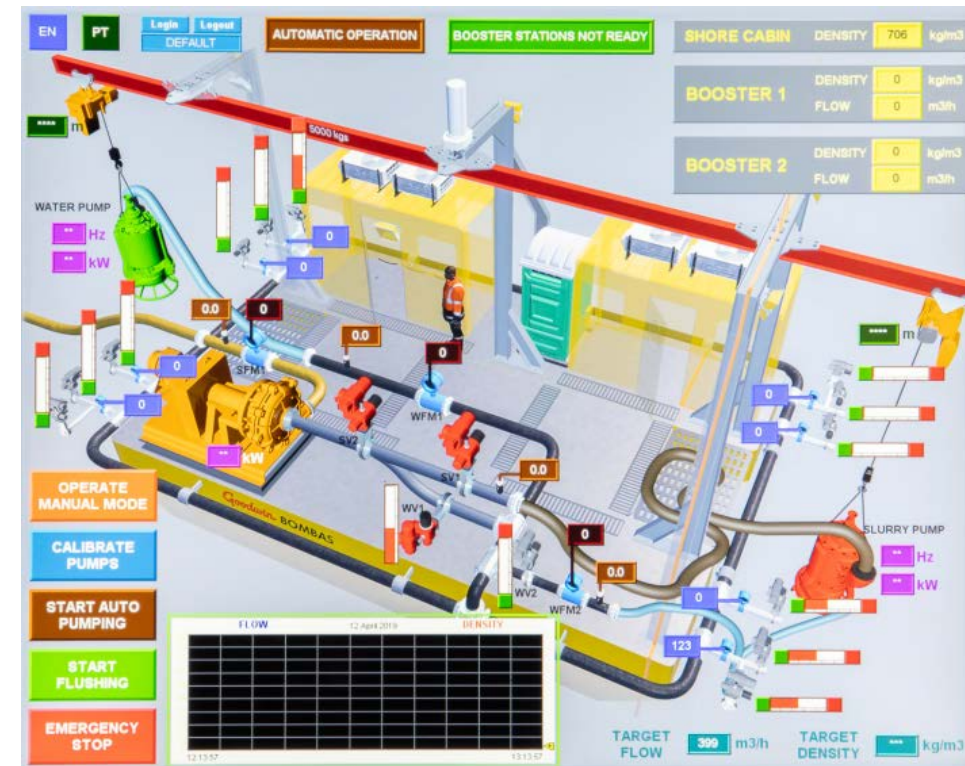 EN
PT
Login Logout
DEFAULT
AUTOMATIC OPERATION
BOOSTER STATIONS NOT READY
SHORE CABIN DENSITY 706 kg/m3
BOOSTER 1
DENSITY 0 kg/m3
FLOW 0 m3/h
BOOSTER 2
DENSITY 0 kg/m3
FLOW 0 m3/h
**** m
5000 kgs
WATER PUMP
** Hz
** kW
0
0
0.0
0
0.0
0
SFM1
WFM1
0
0
**** m
0
0
SV2
SV1
** kW
0.0
WV1
0
0.0
WV2
WFM2
Goodwin BOMBAS
SLURRY PUMP
** Hz
** kW
0
123
OPERATE
MANUAL MODE
CALIBRATE
PUMPS
START AUTO
PUMPING
START
FLUSHING
EMERGENCY
STOP
FLOW 12 April 2019 DENSITY
12:13:57 13:13:57
TARGET
FLOW
399 m3/h
TARGET
DENSITY
*** kg/m3